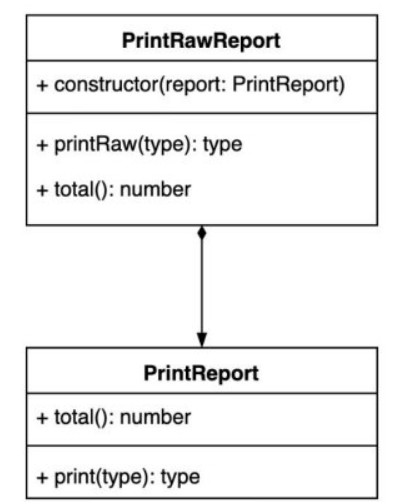 PrintRawReport
+ constructor(report: PrintReport)
+ printRaw(type): type
+ total(): number
PrintReport
+ total(): number
+ print(type): type